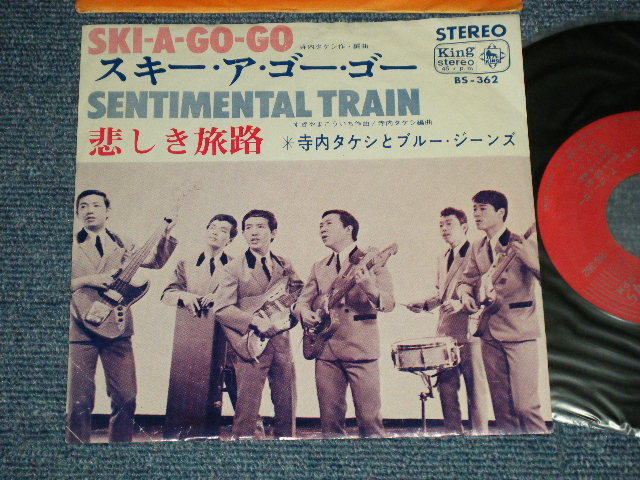 SKI-A-GO-GO 寺内タケシ作・編曲
スキー・ア・ゴー・ゴー
SENTIMENTAL TRAIN
すぎやまこういち作曲/寺内タケシ編曲
悲しき旅路 *寺内タケシとブルー・ジーンズ
STEREO
King
stereo
45 r.p.m.
KING
BS-362